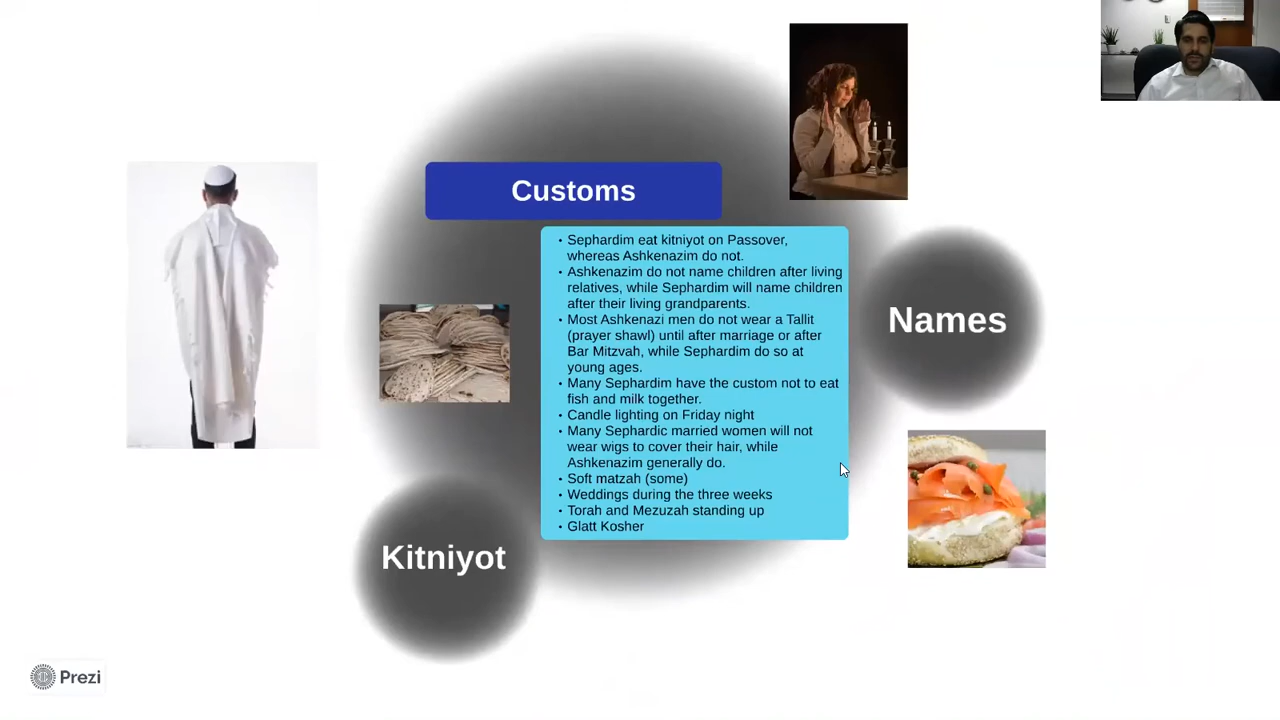 Customs
• Sephardim eat kitniyot on Passover,
whereas Ashkenazim do not.
• Ashkenazim do not name children after living
relatives, while Sephardim will name children
after their living grandparents.
• Most Ashkenazi men do not wear a Tallit
(prayer shawl) until after marriage or after
Bar Mitzvah, while Sephardim do so at
young ages.
• Many Sephardim have the custom not to eat
fish and milk together.
• Candle lighting on Friday night
• Many Sephardic married women will not
wear wigs to cover their hair, while
Ashkenazim generally do.
• Soft matzah (some)
• Weddings during the three weeks
• Torah and Mezuzah standing up
• Glatt Kosher
Names
Kitniyot
Prezi